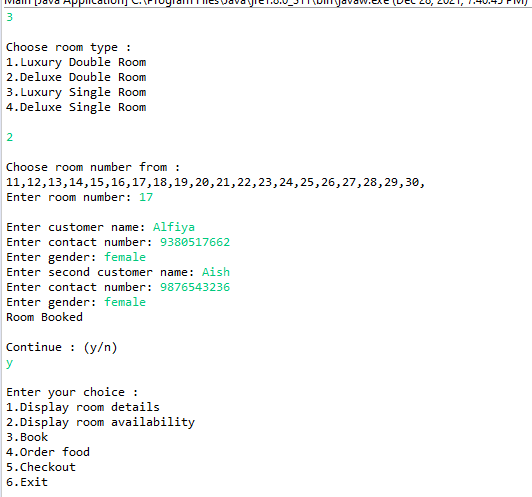 Main [Java Application] C:\Program Files\Java\jre1.8.0_311\bin\javaw.exe (Dec 28, 2021, 7:40:45 PM)
3
Choose room type :
1.Luxury Double Room
2.Deluxe Double Room
3.Luxury Single Room
4.Deluxe Single Room
2
Choose room number from :
11,12,13,14,15,16,17,18,19,20,21,22,23,24,25,26,27,28,29,30,
Enter room number: 17
Enter customer name: Alfiya
Enter contact number: 9380517662
Enter gender: female
Enter second customer name: Aish
Enter contact number: 9876543236
Enter gender: female
Room Booked
Continue : (y/n)
y
Enter your choice :
1.Display room details
2.Display room availability
3.Book
4.Order food
5.Checkout
6.Exit